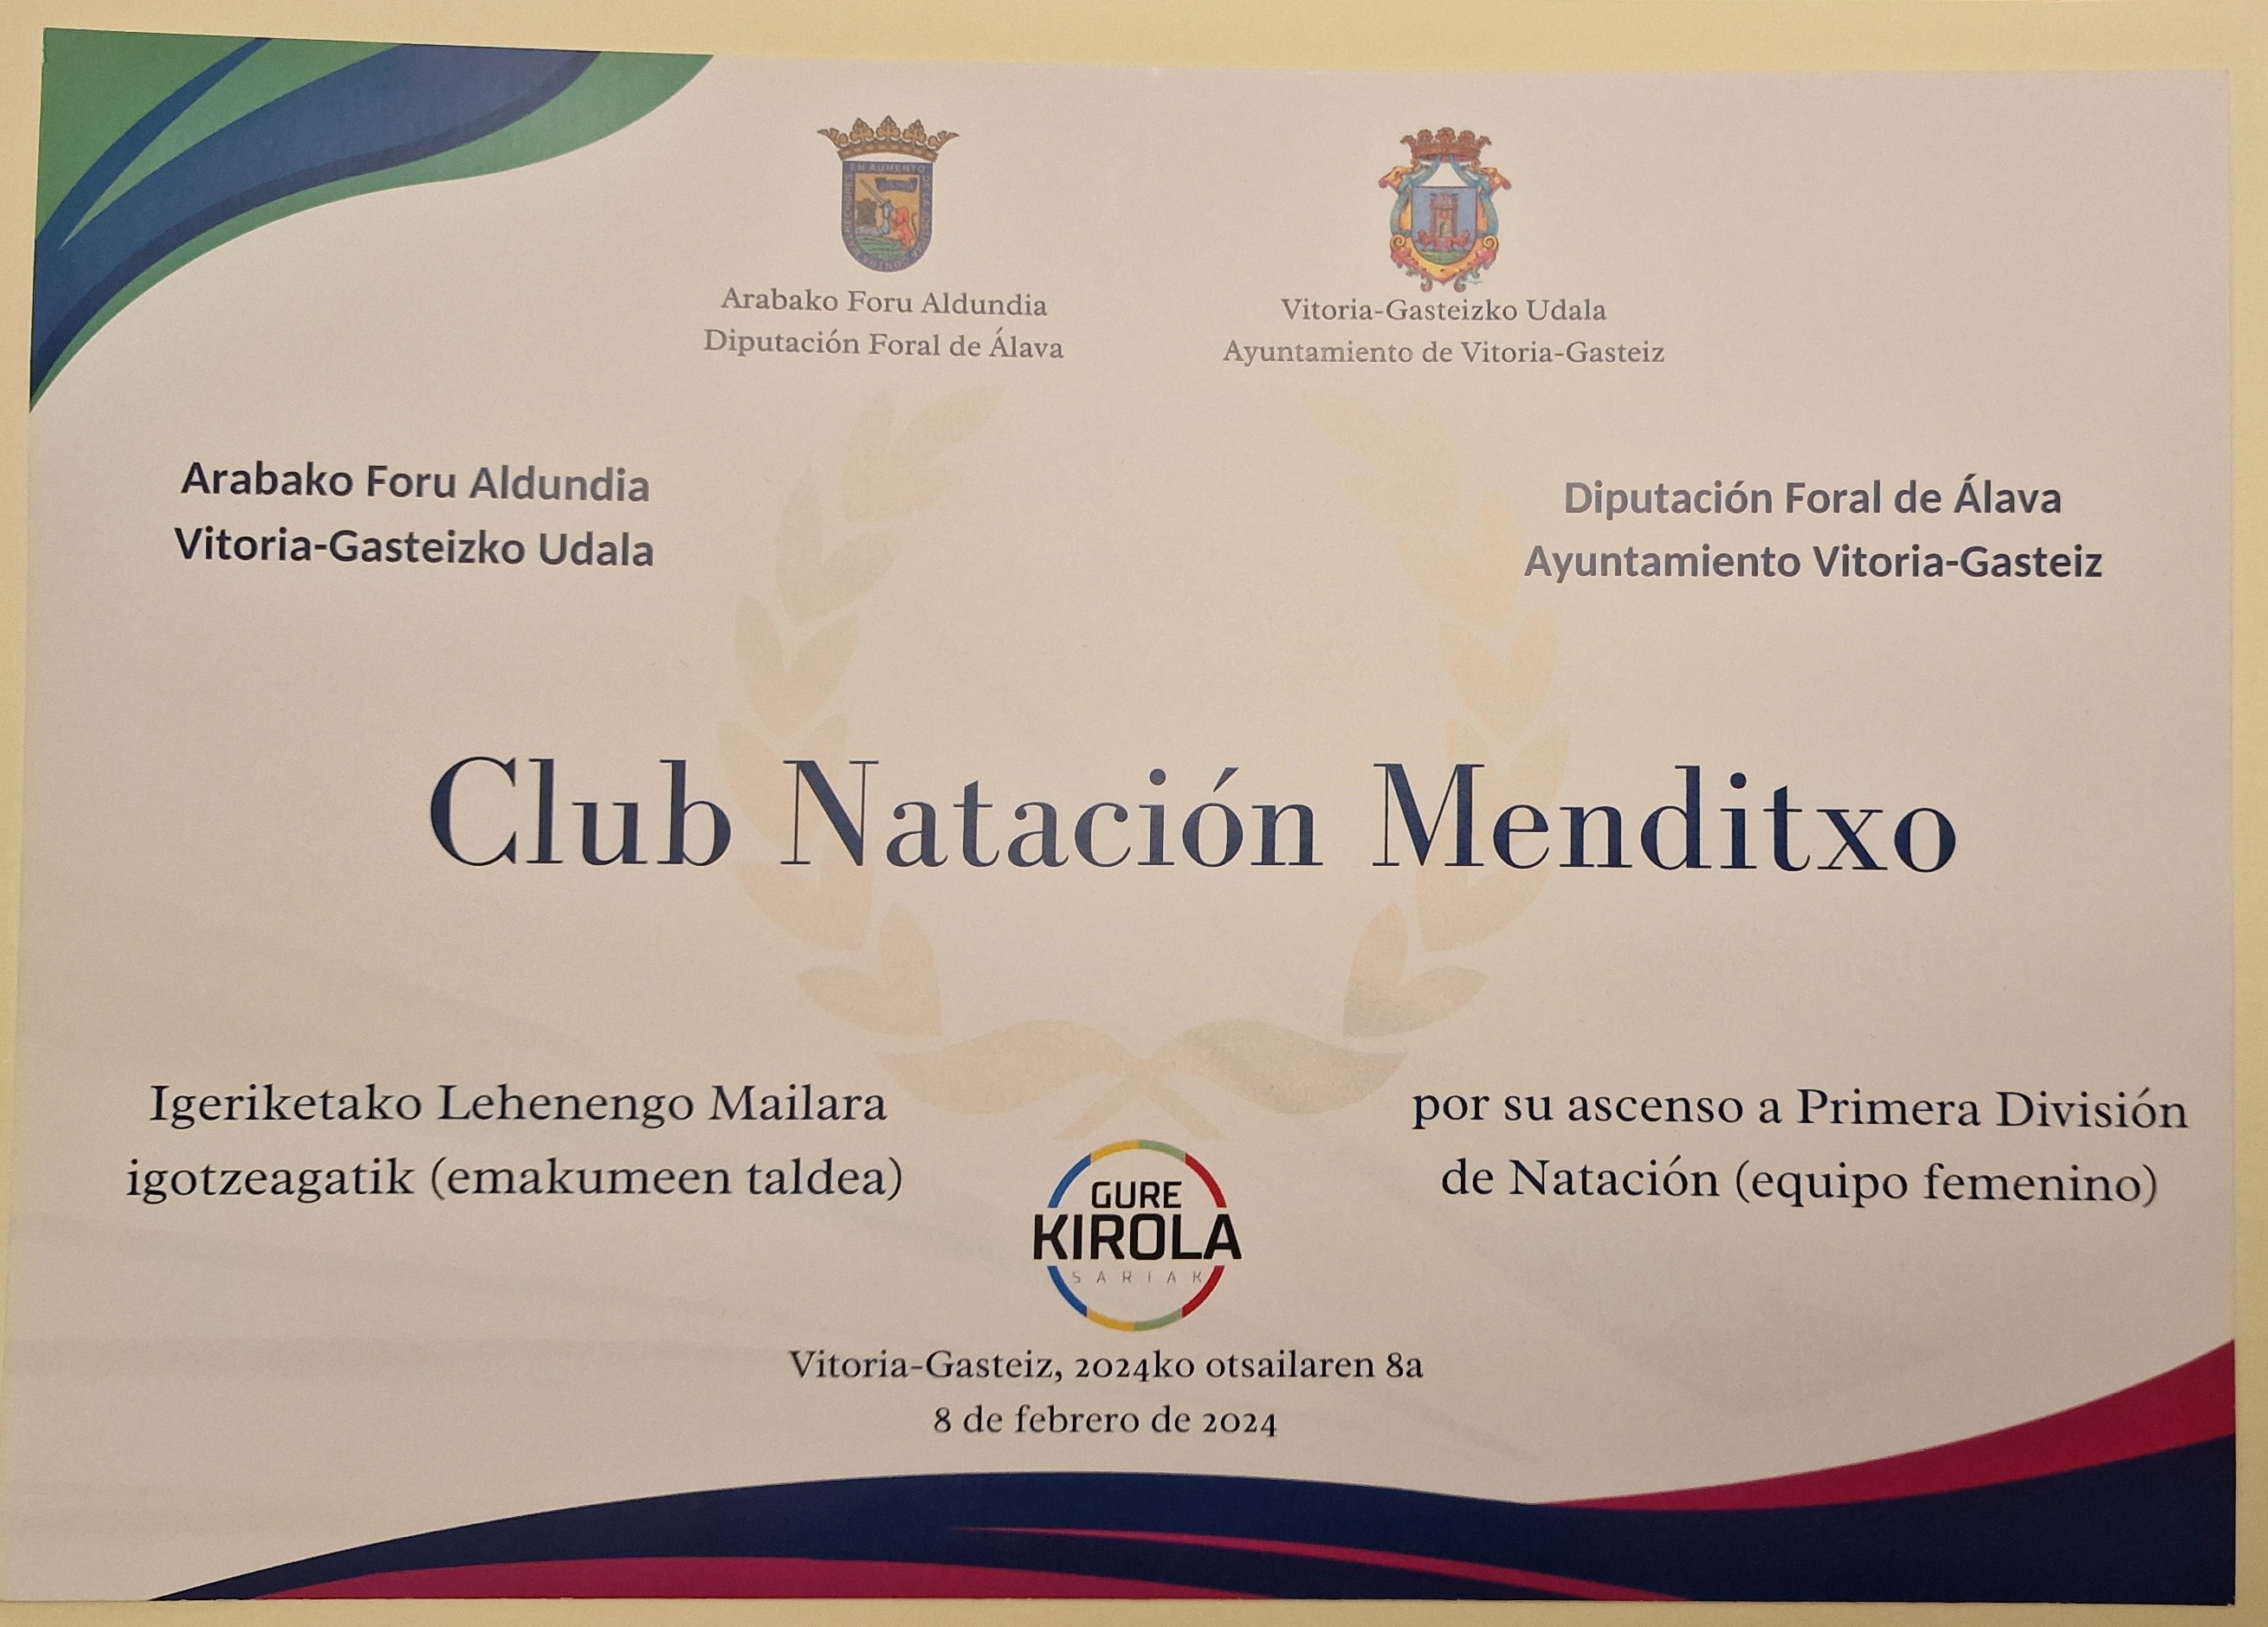 Arabako Foru Aldundia
Diputación Foral de Álava
Vitoria-Gasteizko Udala
Ayuntamiento de Vitoria-Gasteiz
Arabako Foru Aldundia
Vitoria-Gasteizko Udala
Diputación Foral de Álava
Ayuntamiento Vitoria-Gasteiz
Club Natación Menditxo
Igeriketako Lehenengo Mailara
igotzeagatik (emakumeen taldea)
por su ascenso a Primera División
de Natación (equipo femenino)
GURE
KIROLA
SARIAK
Vitoria-Gasteiz, 2024ko otsailaren 8a
8 de febrero de 2024